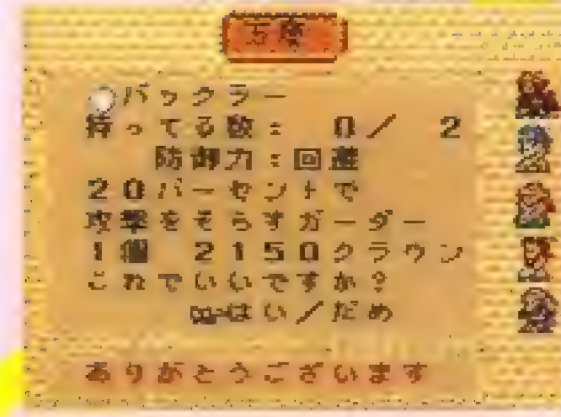 万屋
バックラー
持ってる数: 0/ 2
防御力:回避
20パーセントで
攻撃をそらすガーダー
1個 2150クラウン
これでいいですか?
はい/だめ
ありがとうございます